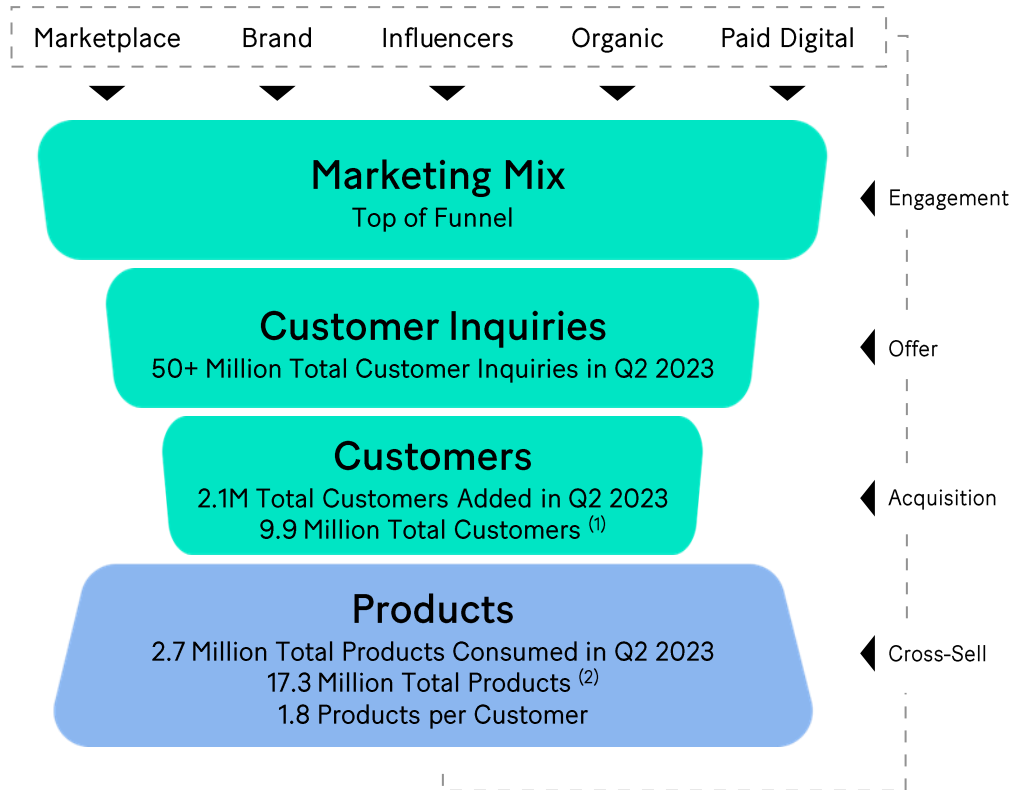 Marketplace Brand Influencers Organic Paid Digital
Marketing Mix
Top of Funnel
Engagement
Customer Inquiries
50+ Million Total Customer Inquiries in Q2 2023
Offer
Customers
2.1M Total Customers Added in Q2 2023
9.9 Million Total Customers (1)
Acquisition
Products
2.7 Million Total Products Consumed in Q2 2023
17.3 Million Total Products (2)
1.8 Products per Customer
Cross-Sell